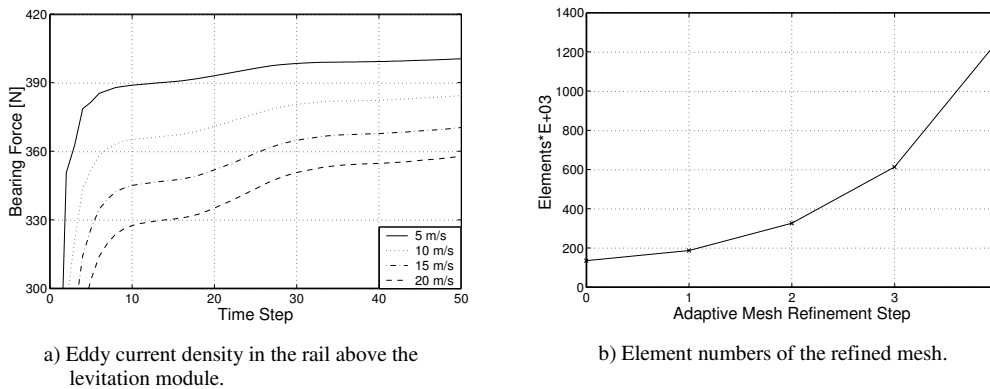 420
390
360
330
300
Bearing Force [N]
0
10
20
30
40
50
Time Step
5 m/s
10 m/s
15 m/s
20 m/s
a) Eddy current density in the rail above the
levitation module.
1400
1200
1000
800
600
400
200
0
Elements*E+03
0
1
2
3
Adaptive Mesh Refinement Step
b) Element numbers of the refined mesh.